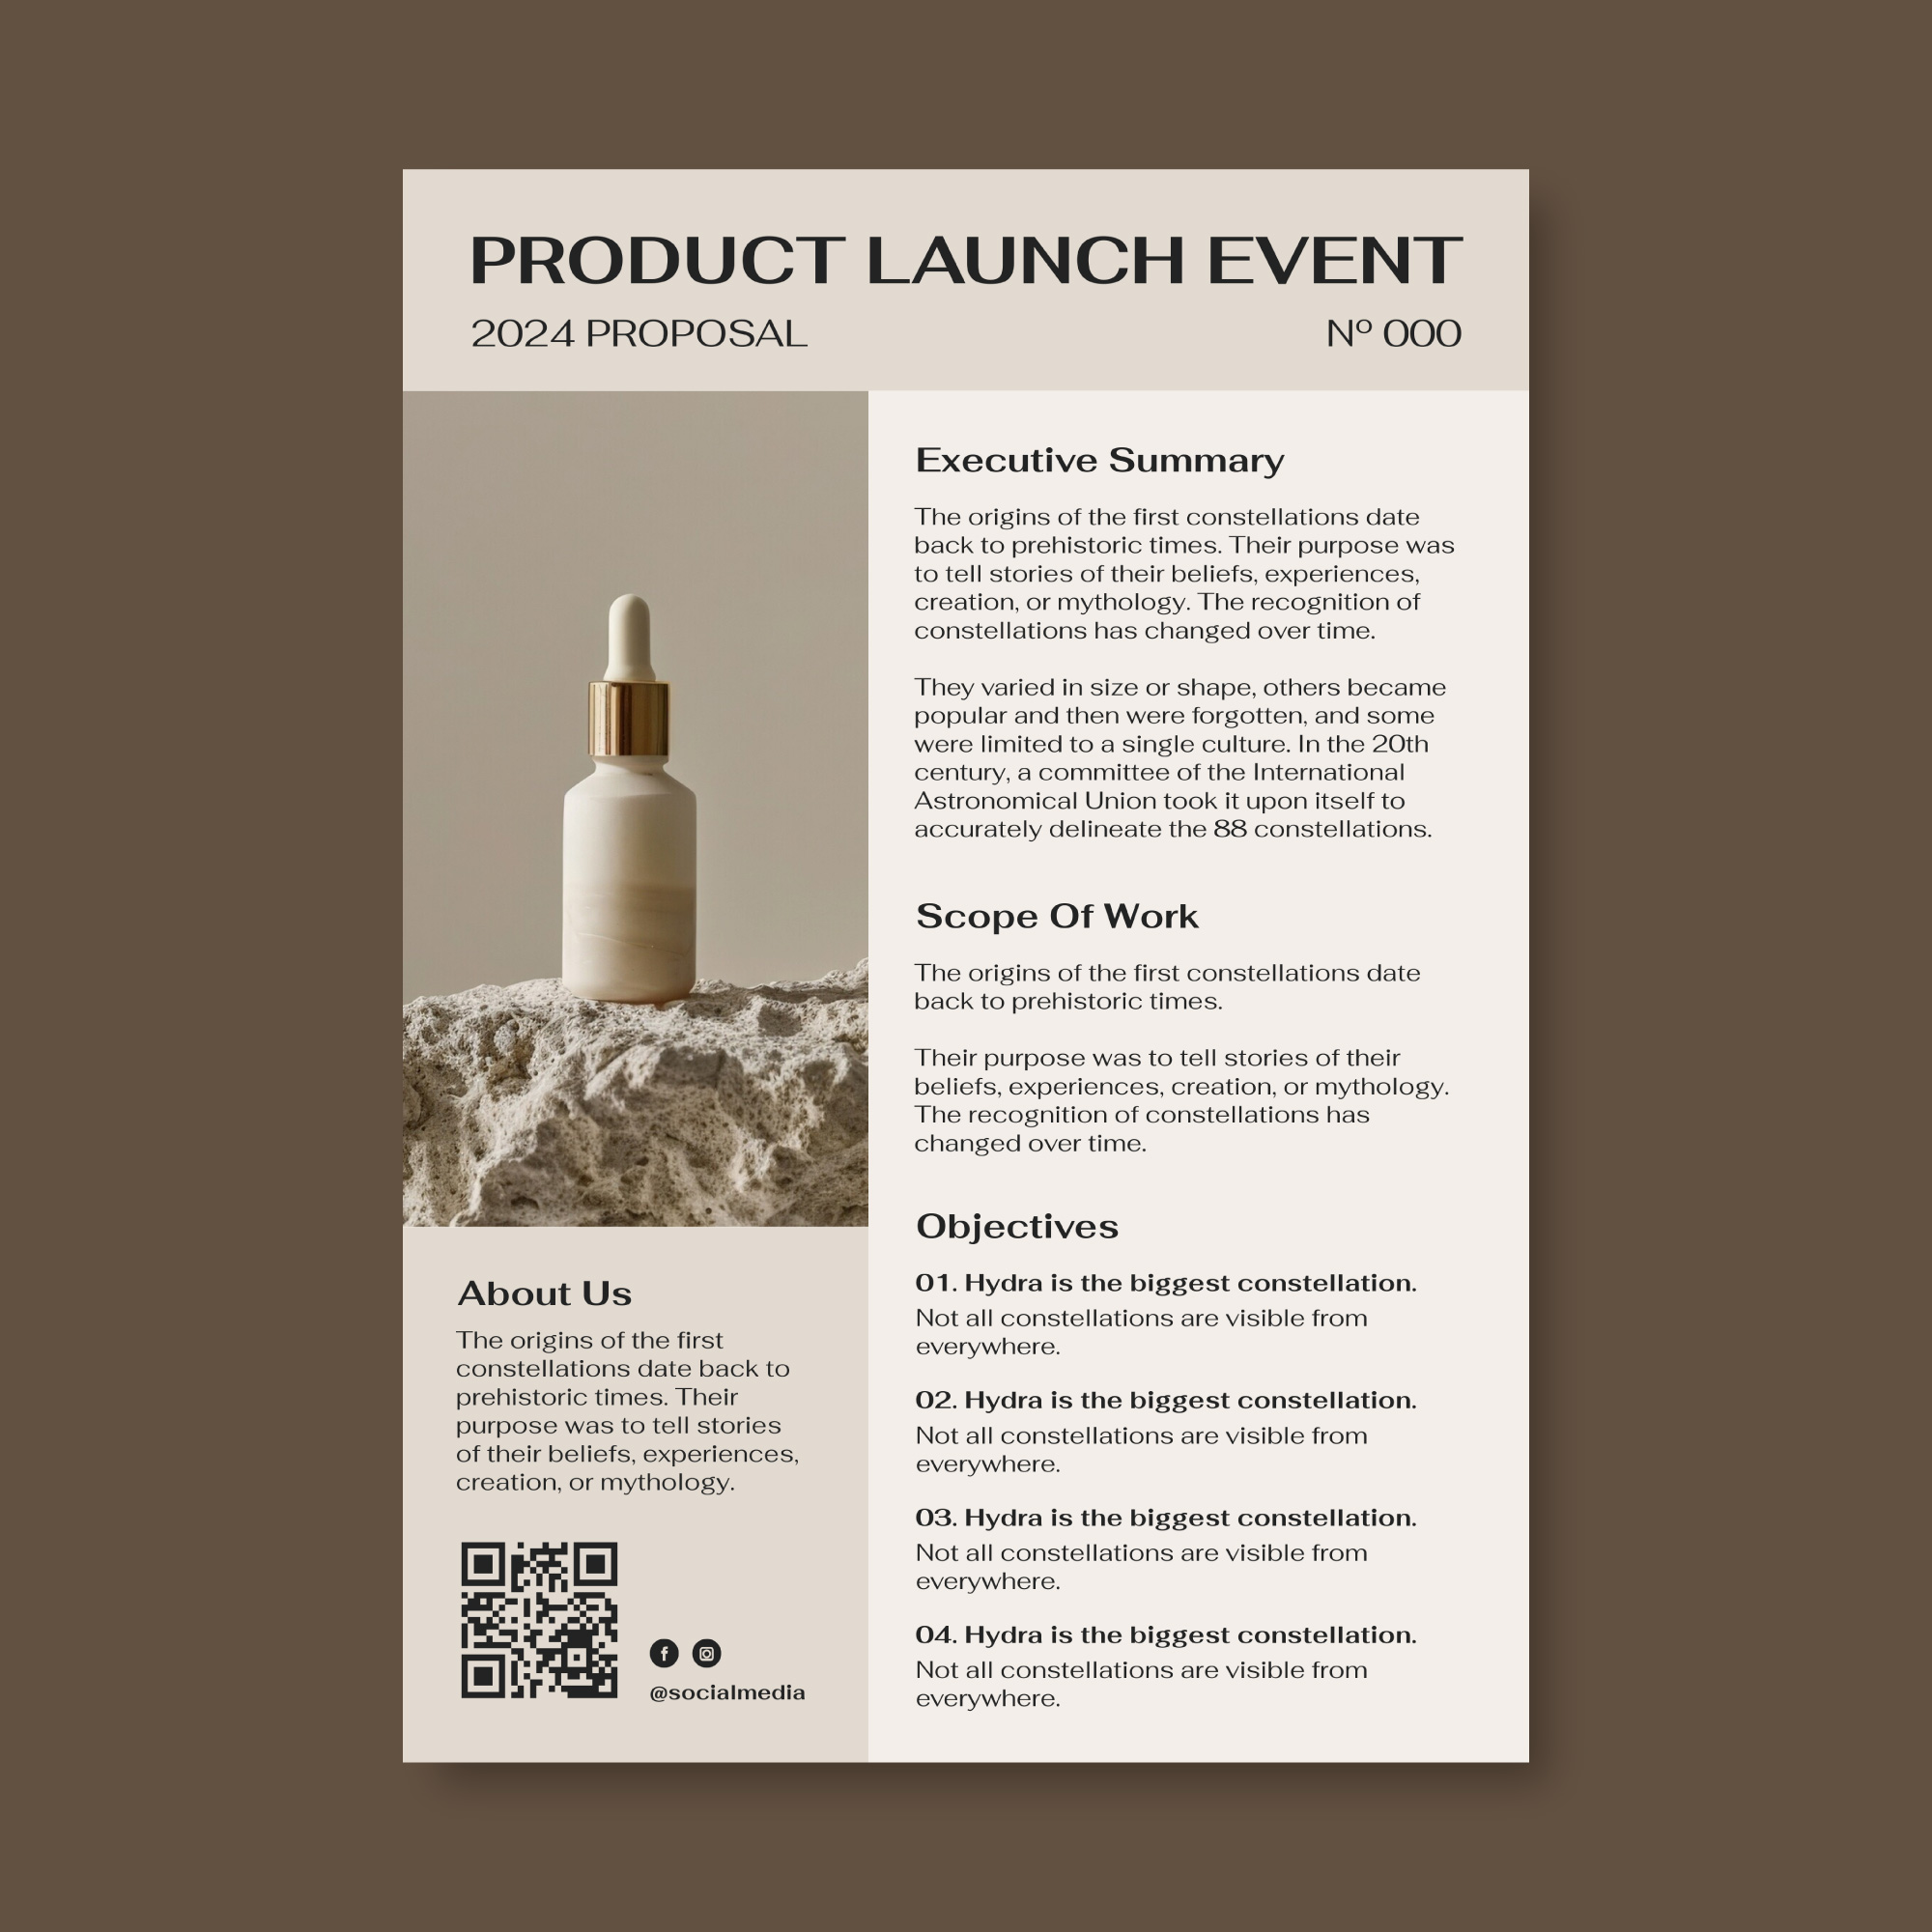 PRODUCT LAUNCH EVENT
2024 PROPOSAL
Nº 000
Executive Summary
The origins of the first constellations date
back to prehistoric times. Their purpose was
to tell stories of their beliefs, experiences,
creation, or mythology. The recognition of
constellations has changed over time.
They varied in size or shape, others became
popular and then were forgotten, and some
were limited to a single culture. In the 20th
century, a committee of the International
Astronomical Union took it upon itself to
accurately delineate the 88 constellations.
Scope Of Work
The origins of the first constellations date
back to prehistoric times.
Their purpose was to tell stories of their
beliefs, experiences, creation, or mythology.
The recognition of constellations has
changed over time.
Objectives
01. Hydra is the biggest constellation.
Not all constellations are visible from
everywhere.
02. Hydra is the biggest constellation.
Not all constellations are visible from
everywhere.
03. Hydra is the biggest constellation.
Not all constellations are visible from
everywhere.
04. Hydra is the biggest constellation.
Not all constellations are visible from
everywhere.
About Us
The origins of the first
constellations date back to
prehistoric times. Their
purpose was to tell stories
of their beliefs, experiences,
creation, or mythology.
@socialmedia